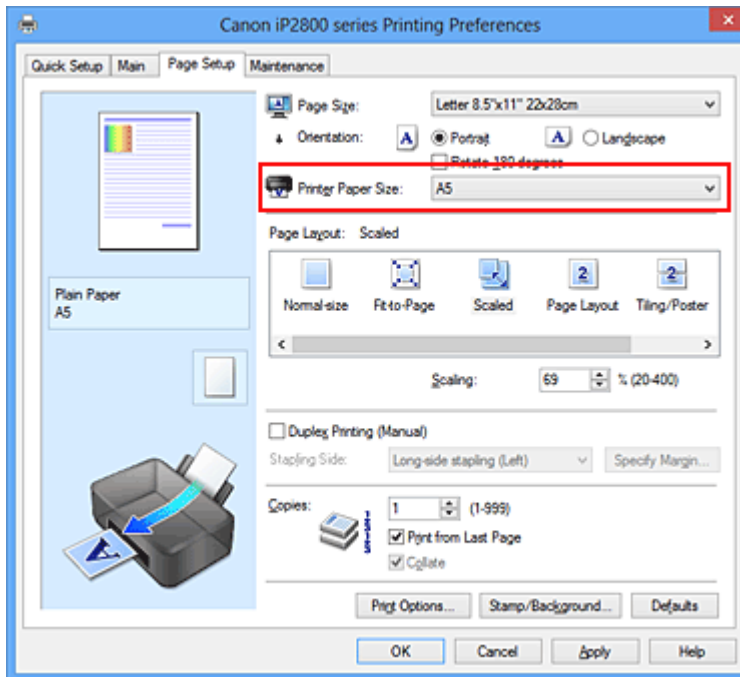 Canon iP2800 series Printing Preferences
Quick Setup Main Page Setup Maintenance
Page Size: Letter 8.5"x11" 22x28cm
Orientation: A Portrait A Landscape
Rotate 180 degrees
Printer Paper Size: A5
Page Layout: Scaled
Normal-size Fit-to-Page Scaled Page Layout Tiling/Poster
Plain Paper
A5
Scaling: 69 % (20-400)
Duplex Printing (Manual)
Stapling Side: Long-side stapling (Left) Specify Margin...
Copies: 1 (1-999)
Print from Last Page
Collate
Print Options... Stamp/Background... Defaults
OK Cancel Apply Help